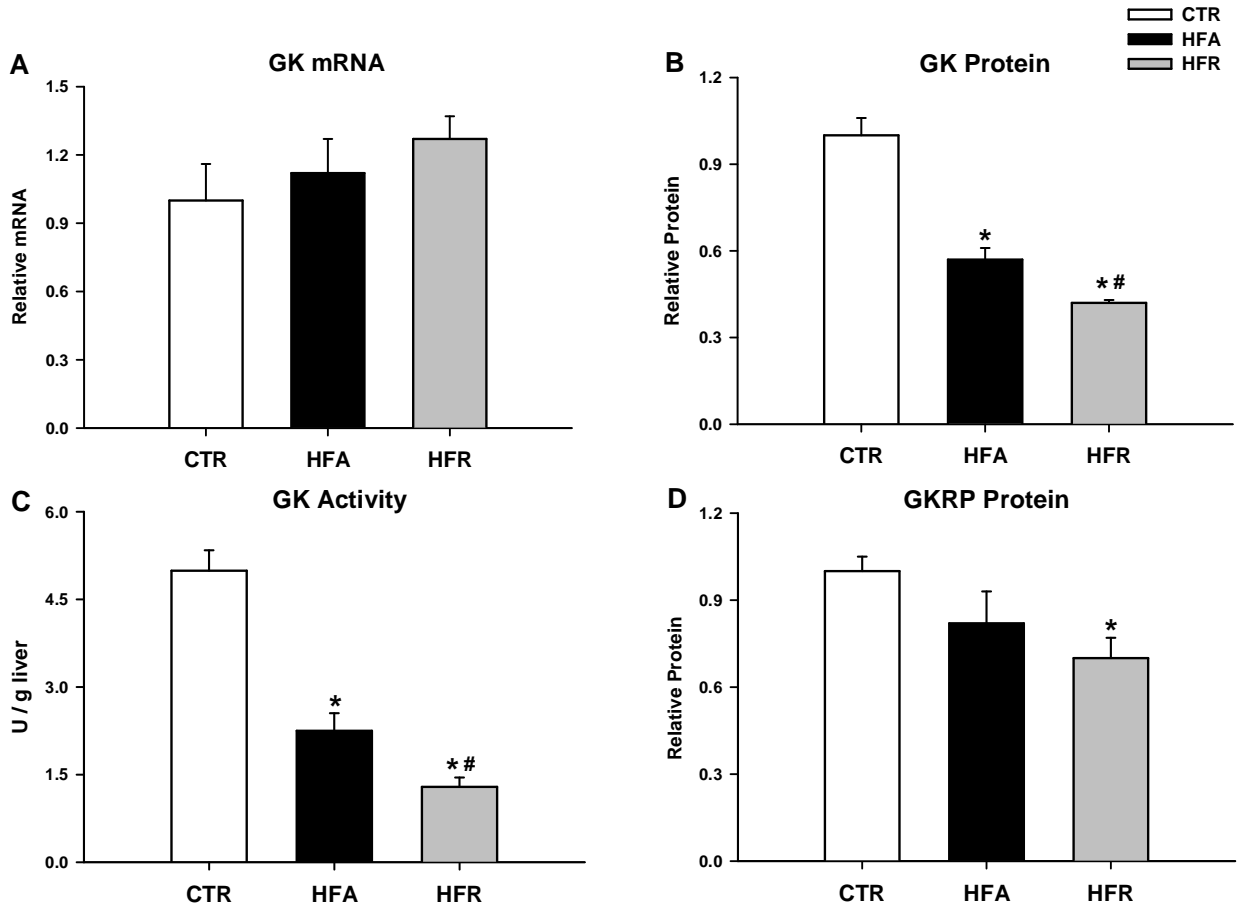 CTR
HFA
HFR
A
GK mRNA
Relative mRNA
1.5
1.2
0.9
0.6
0.3
0.0
CTR HFA HFR
B
GK Protein
Relative Protein
1.2
0.9
0.6
0.3
0.0
*
* #
CTR HFA HFR
C
GK Activity
U / g liver
6.0
4.5
3.0
1.5
0.0
*
* #
CTR HFA HFR
D
GKRP Protein
Relative Protein
1.2
0.9
0.6
0.3
0.0
*
CTR HFA HFR